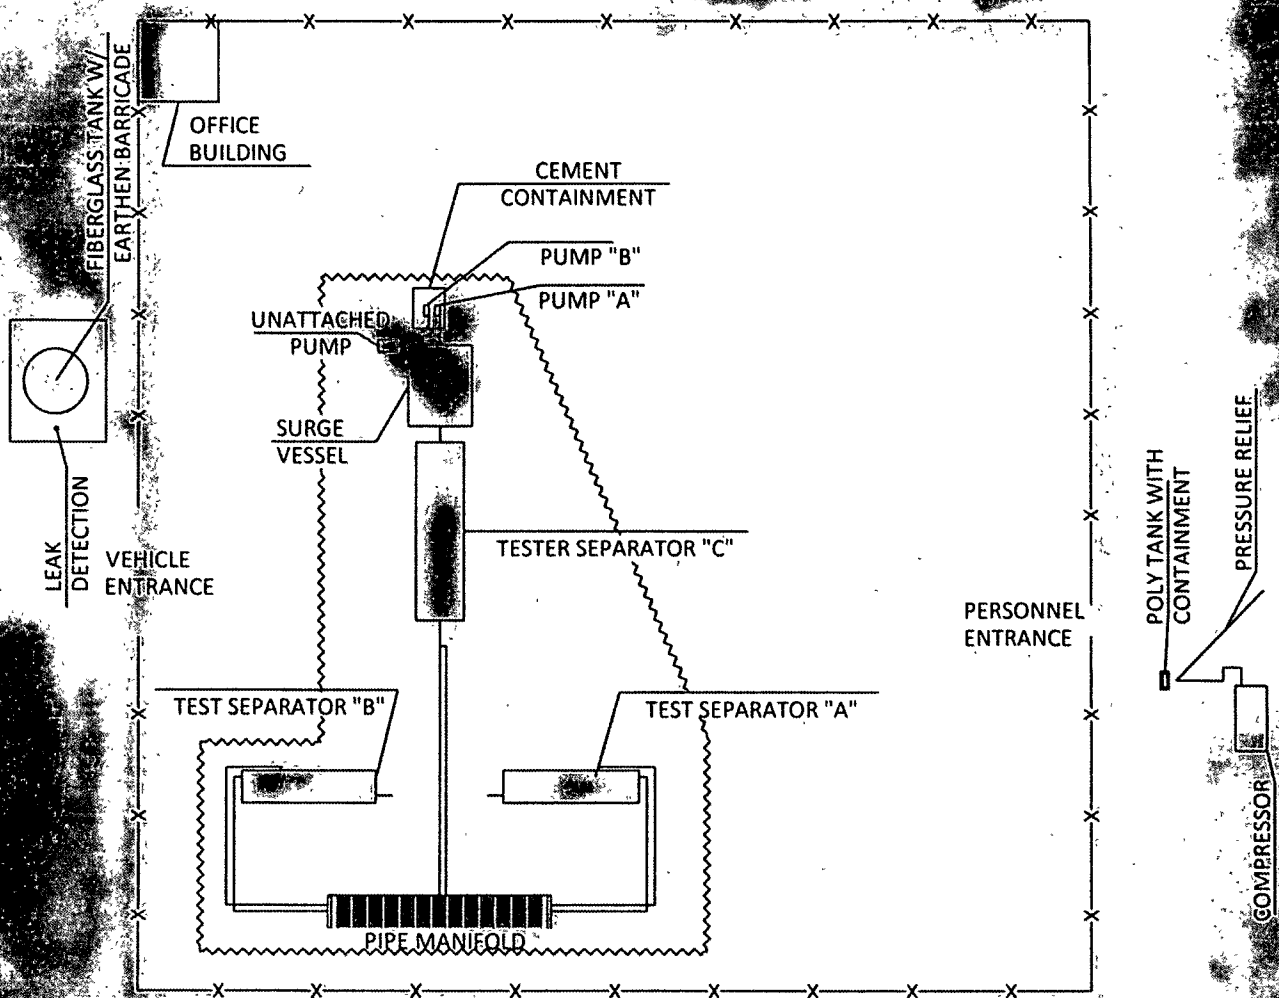 FIBERGLASS TANK W/
EARTHEN BARRICADE
OFFICE
BUILDING
CEMENT
CONTAINMENT
PUMP "B"
PUMP "A"
UNATTACHED
PUMP
SURGE
VESSEL
LEAK
DETECTION
VEHICLE
ENTRANCE
TESTER SEPARATOR "C"
PERSONNEL
ENTRANCE
POLY TANK WITH
CONTAINMENT
PRESSURE RELIEF
TEST SEPARATOR "B"
TEST SEPARATOR "A"
COMPRESSOR
PIPE MANIFOLD